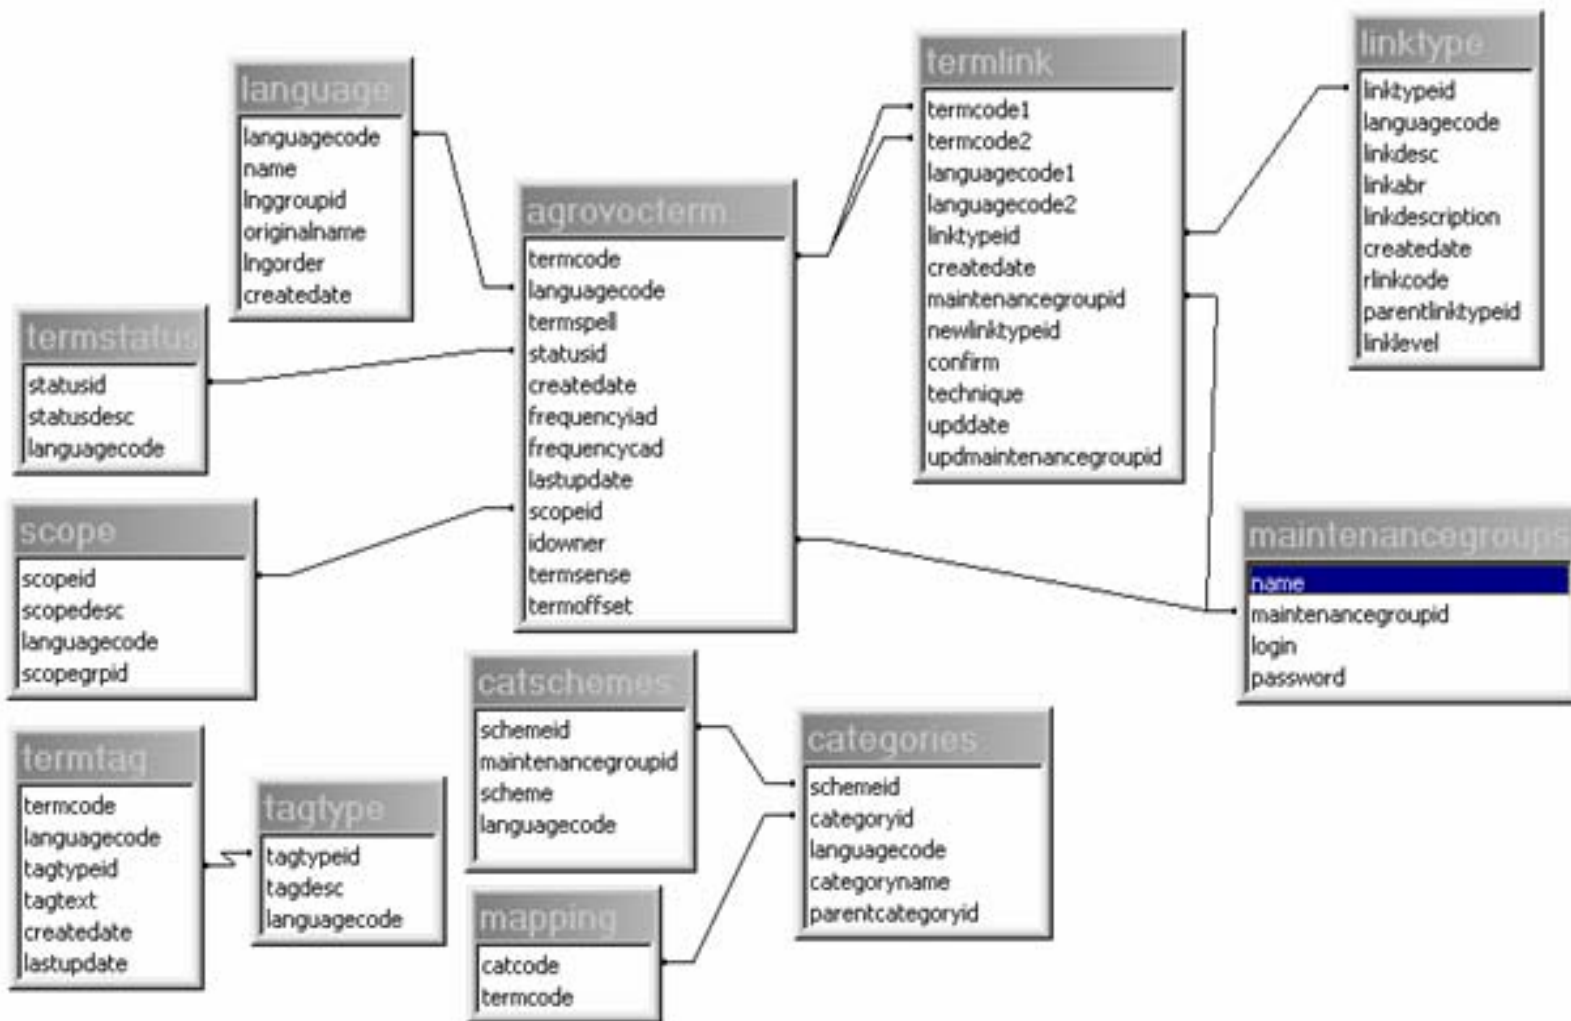 language
languagecode
name
lnggroupid
originalname
lngorder
createdate
termstatus
statusid
statusdesc
languagecode
scope
scopeid
scopedesc
languagecode
scopegrpid
termtag
termcode
languagecode
tagtypeid
tagtext
createdate
lastupdate
tagtype
tagtypeid
tagdesc
languagecode
agrovocterm
termcode
languagecode
termspell
statusid
createdate
frequencyiad
frequencycad
lastupdate
scopeid
idowner
termsense
termoffset
catschemes
schemeid
maintenancegroupid
scheme
languagecode
mapping
catcode
termcode
categories
schemeid
categoryid
languagecode
categoryname
parentcategoryid
termlink
termcode1
termcode2
languagecode1
languagecode2
linktypeid
createdate
maintenancegroupid
newlinktypeid
confirm
technique
upddate
updmaintenancegroupid
linktype
linktypeid
languagecode
linkdesc
linkabr
linkdescription
createdate
rlinkcode
parentlinktypeid
linklevel
maintenancegroups
name
maintenancegroupid
login
password